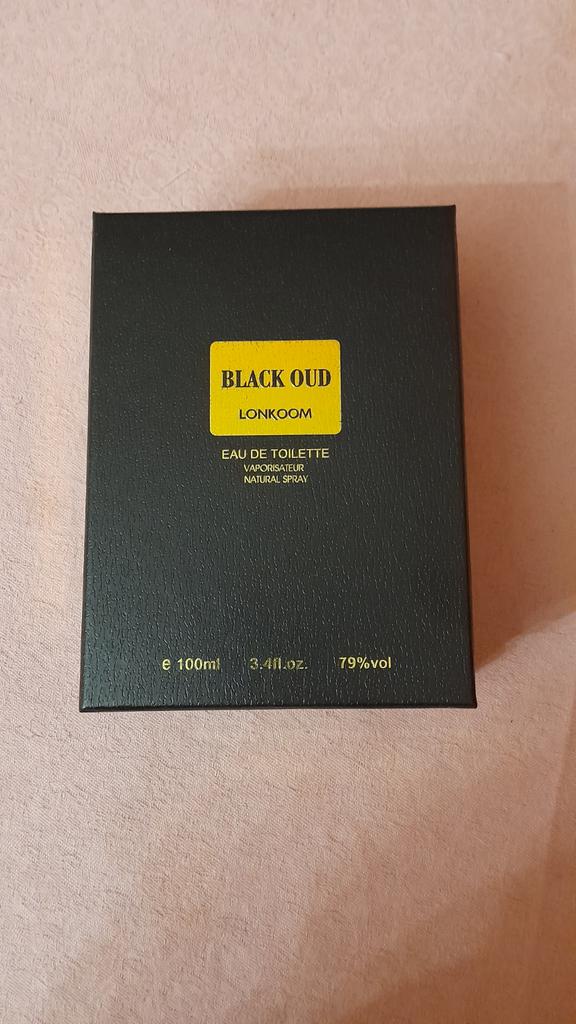 BLACK OUD
LONKOOM
EAU DE TOILETTE
VAPORISATEUR
NATURAL SPRAY
e 100ml 3.4fl.oz. 79%vol